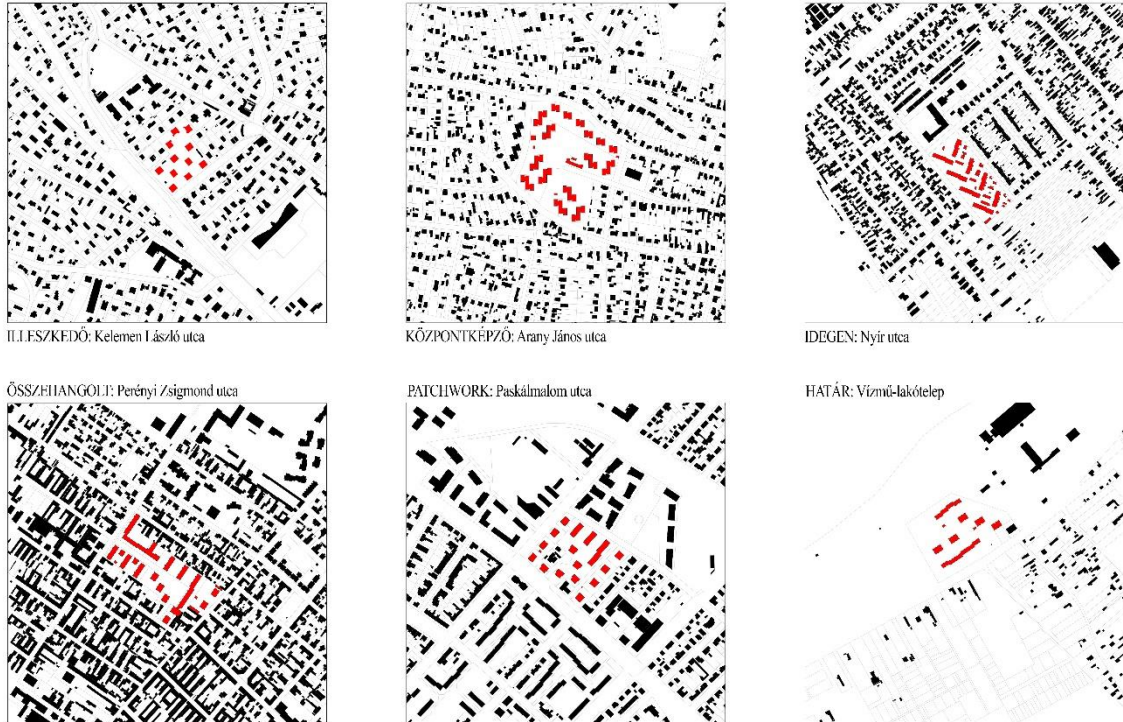 ILLESZKEDŐ: Kelemen László utca
KÖZPONTKÉPZŐ: Arany János utca
IDEGEN: Nyír utca
ÖSSZEHANGOLT: Perényi Zsigmond utca
PATCHWORK: Paskálmalom utca
HATÁR: Vízmű-lakótelep